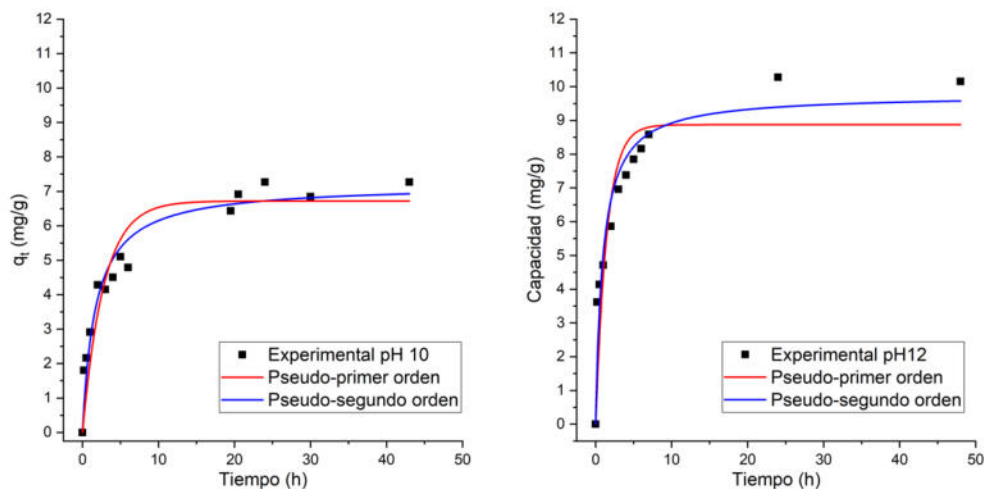 12
11
10
9
8
7
6
5
4
3
2
1
0
qt (mg/g)
Experimental pH 10
Pseudo-primer orden
Pseudo-segundo orden
0 10 20 30 40 50
Tiempo (h)
12
11
10
9
8
7
6
5
4
3
2
1
0
Capacidad (mg/g)
Experimental pH12
Pseudo-primer orden
Pseudo-segundo orden
0 10 20 30 40 50
Tiempo (h)